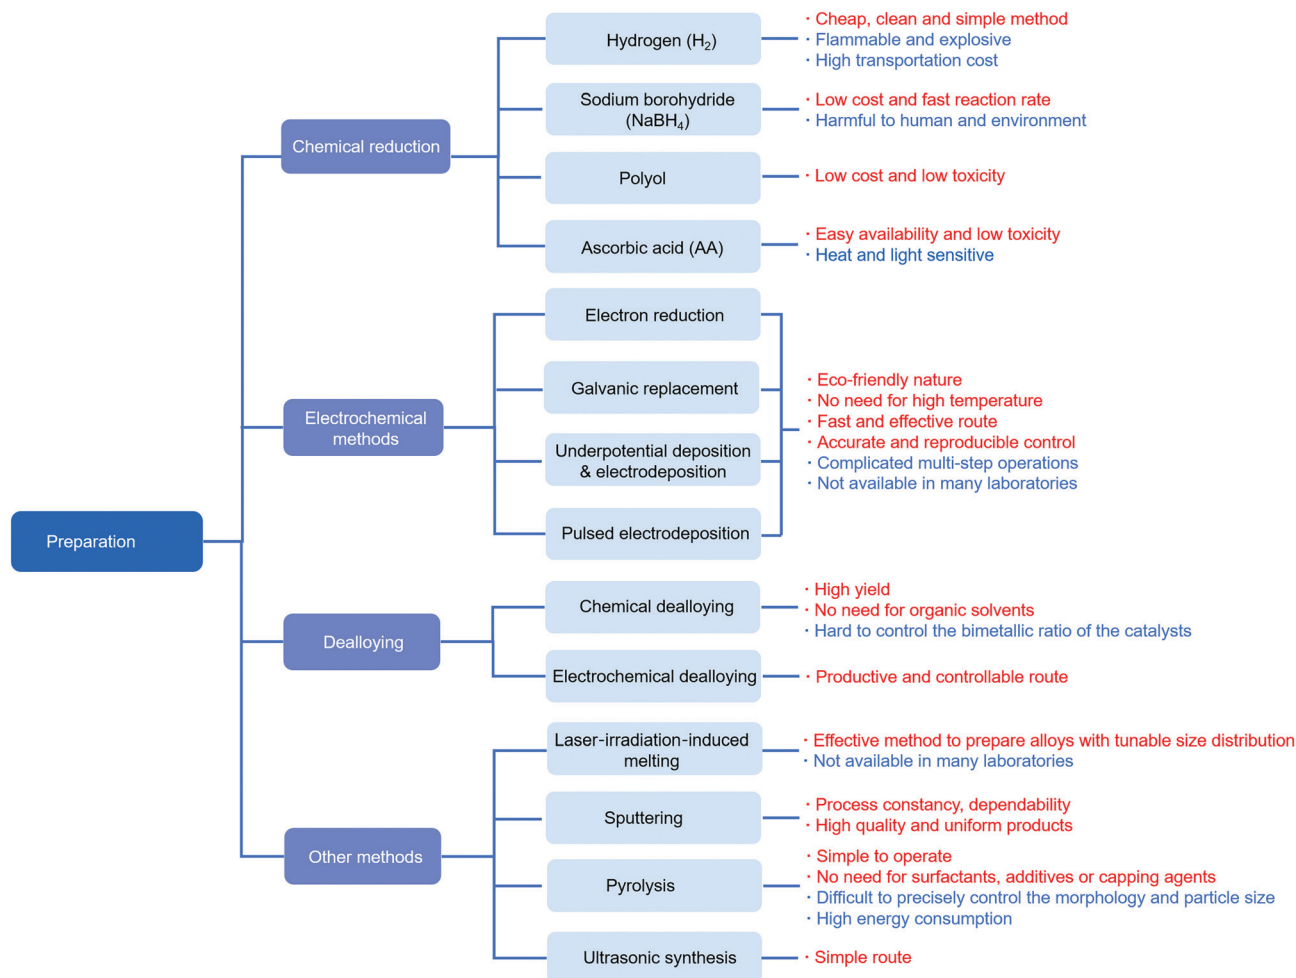 Preparation
Chemical reduction
Hydrogen (H₂)
· Cheap, clean and simple method
· Flammable and explosive
· High transportation cost
Sodium borohydride
(NaBH₄)
· Low cost and fast reaction rate
· Harmful to human and environment
Polyol
· Low cost and low toxicity
Ascorbic acid (AA)
· Easy availability and low toxicity
· Heat and light sensitive
Electrochemical
methods
Electron reduction
Galvanic replacement
Underpotential deposition
& electrodeposition
Pulsed electrodeposition
· Eco-friendly nature
· No need for high temperature
· Fast and effective route
· Accurate and reproducible control
· Complicated multi-step operations
· Not available in many laboratories
Dealloying
Chemical dealloying
· High yield
· No need for organic solvents
· Hard to control the bimetallic ratio of the catalysts
Electrochemical dealloying
· Productive and controllable route
Other methods
Laser-irradiation-induced
melting
· Effective method to prepare alloys with tunable size distribution
· Not available in many laboratories
Sputtering
· Process constancy, dependability
· High quality and uniform products
Pyrolysis
· Simple to operate
· No need for surfactants, additives or capping agents
· Difficult to precisely control the morphology and particle size
· High energy consumption
Ultrasonic synthesis
· Simple route